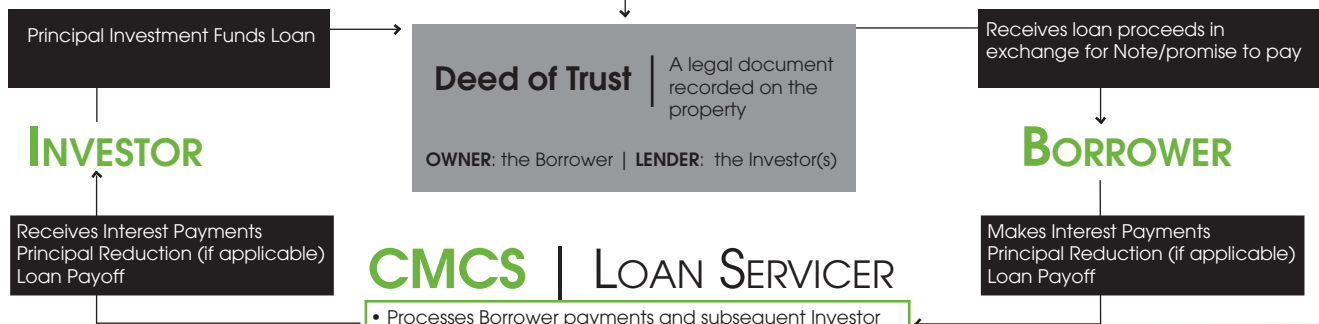 Principal Investment Funds Loan
Deed of Trust
A legal document
recorded on the
property
OWNER: the Borrower | LENDER: the Investor(s)
Receives loan proceeds in
exchange for Note/promise to pay
INVESTOR
BORROWER
Receives Interest Payments
Principal Reduction (if applicable)
Loan Payoff
Makes Interest Payments
Principal Reduction (if applicable)
Loan Payoff
CMCS | LOAN SERVICER
• Processes Borrower payments and subsequent Investor